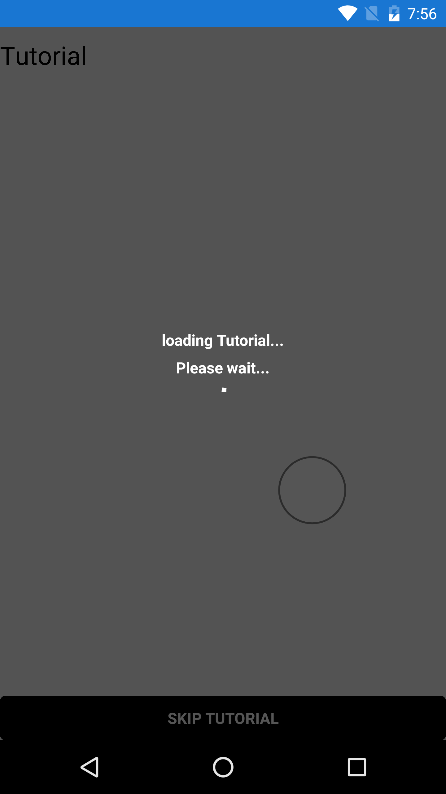 7:56
Tutorial
loading Tutorial...
Please wait...
SKIP TUTORIAL